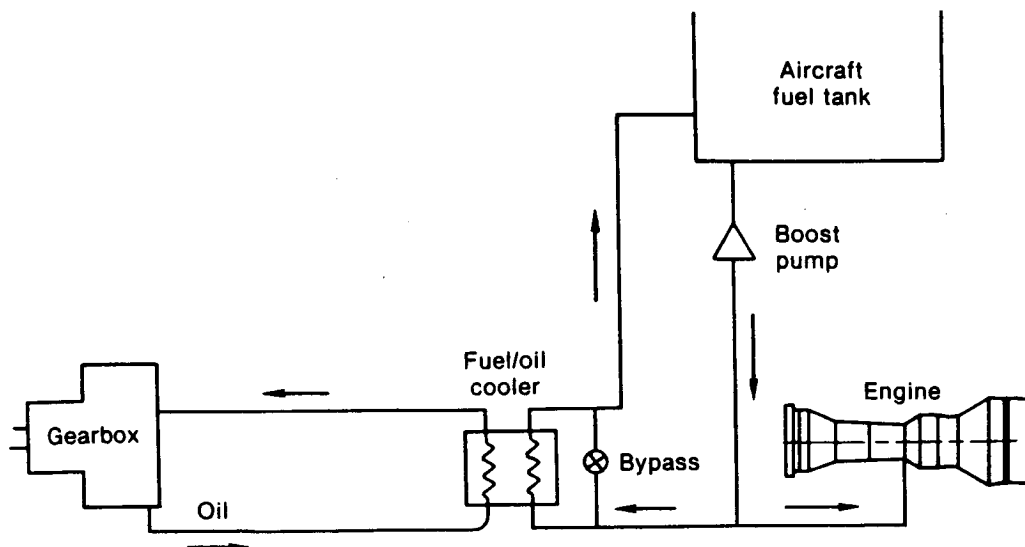 Aircraft
fuel tank
Boost
pump
Fuel/oil
cooler
Engine
Gearbox
Bypass
Oil